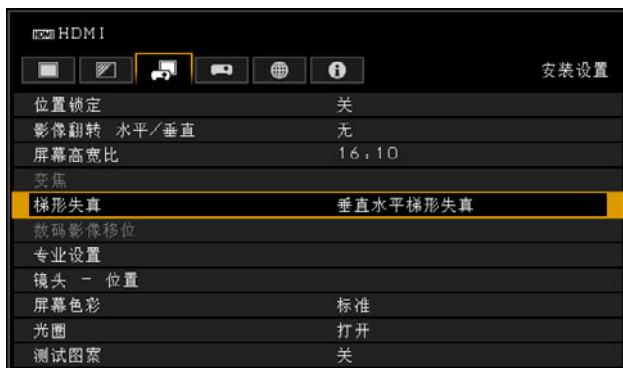 HDMI HDMI
安装设置
位置锁定 关
影像翻转 水平/垂直 无
屏幕高宽比 16:10
变焦
梯形失真 垂直水平梯形失真
数码影像移位
专业设置
镜头 - 位置
屏幕色彩 标准
光圈 打开
测试图案 关